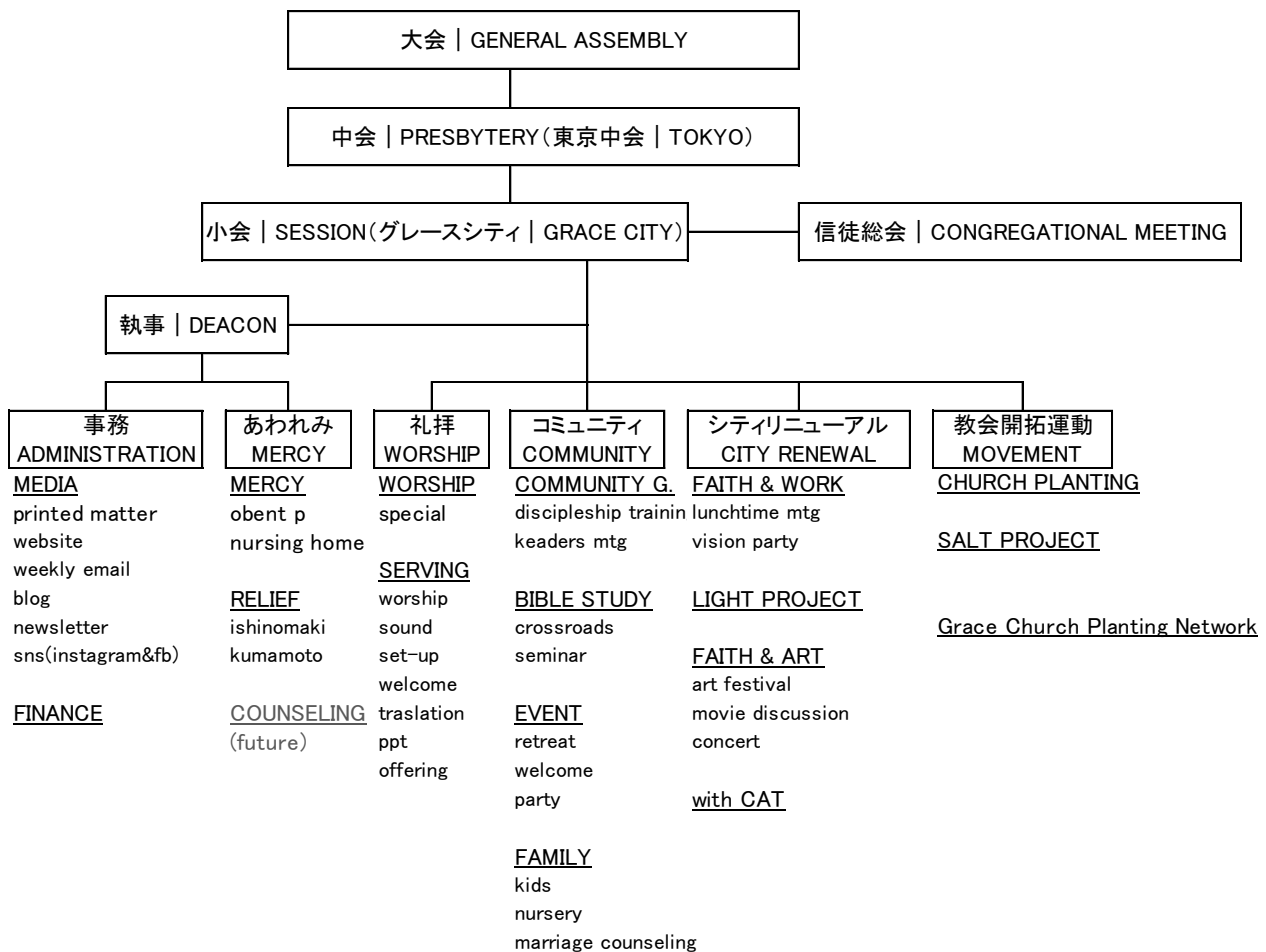 大会 | GENERAL ASSEMBLY
中会 | PRESBYTERY(東京中会 | TOKYO)
小会 | SESSION(グレースシティ | GRACE CITY)
信徒総会 | CONGREGATIONAL MEETING
執事 | DEACON
事務
ADMINISTRATION
MEDIA
printed matter
website
weekly email
blog
newsletter
sns(instagram&fb)
FINANCE
あわれみ
MERCY
MERCY
obent p
nursing home
RELIEF
ishinomaki
kumamoto
COUNSELING
(future)
礼拝
WORSHIP
WORSHIP
special
SERVING
worship
sound
set-up
welcome
traslation
ppt
offering
コミュニティ
COMMUNITY
COMMUNITY G.
discipleship trainin
keaders mtg
BIBLE STUDY
crossroads
seminar
EVENT
retreat
welcome
party
FAMILY
kids
nursery
marriage counseling
シティリニューアル
CITY RENEWAL
FAITH & WORK
lunchtime mtg
vision party
LIGHT PROJECT
FAITH & ART
art festival
movie discussion
concert
with CAT
教会開拓運動
MOVEMENT
CHURCH PLANTING
SALT PROJECT
Grace Church Planting Network